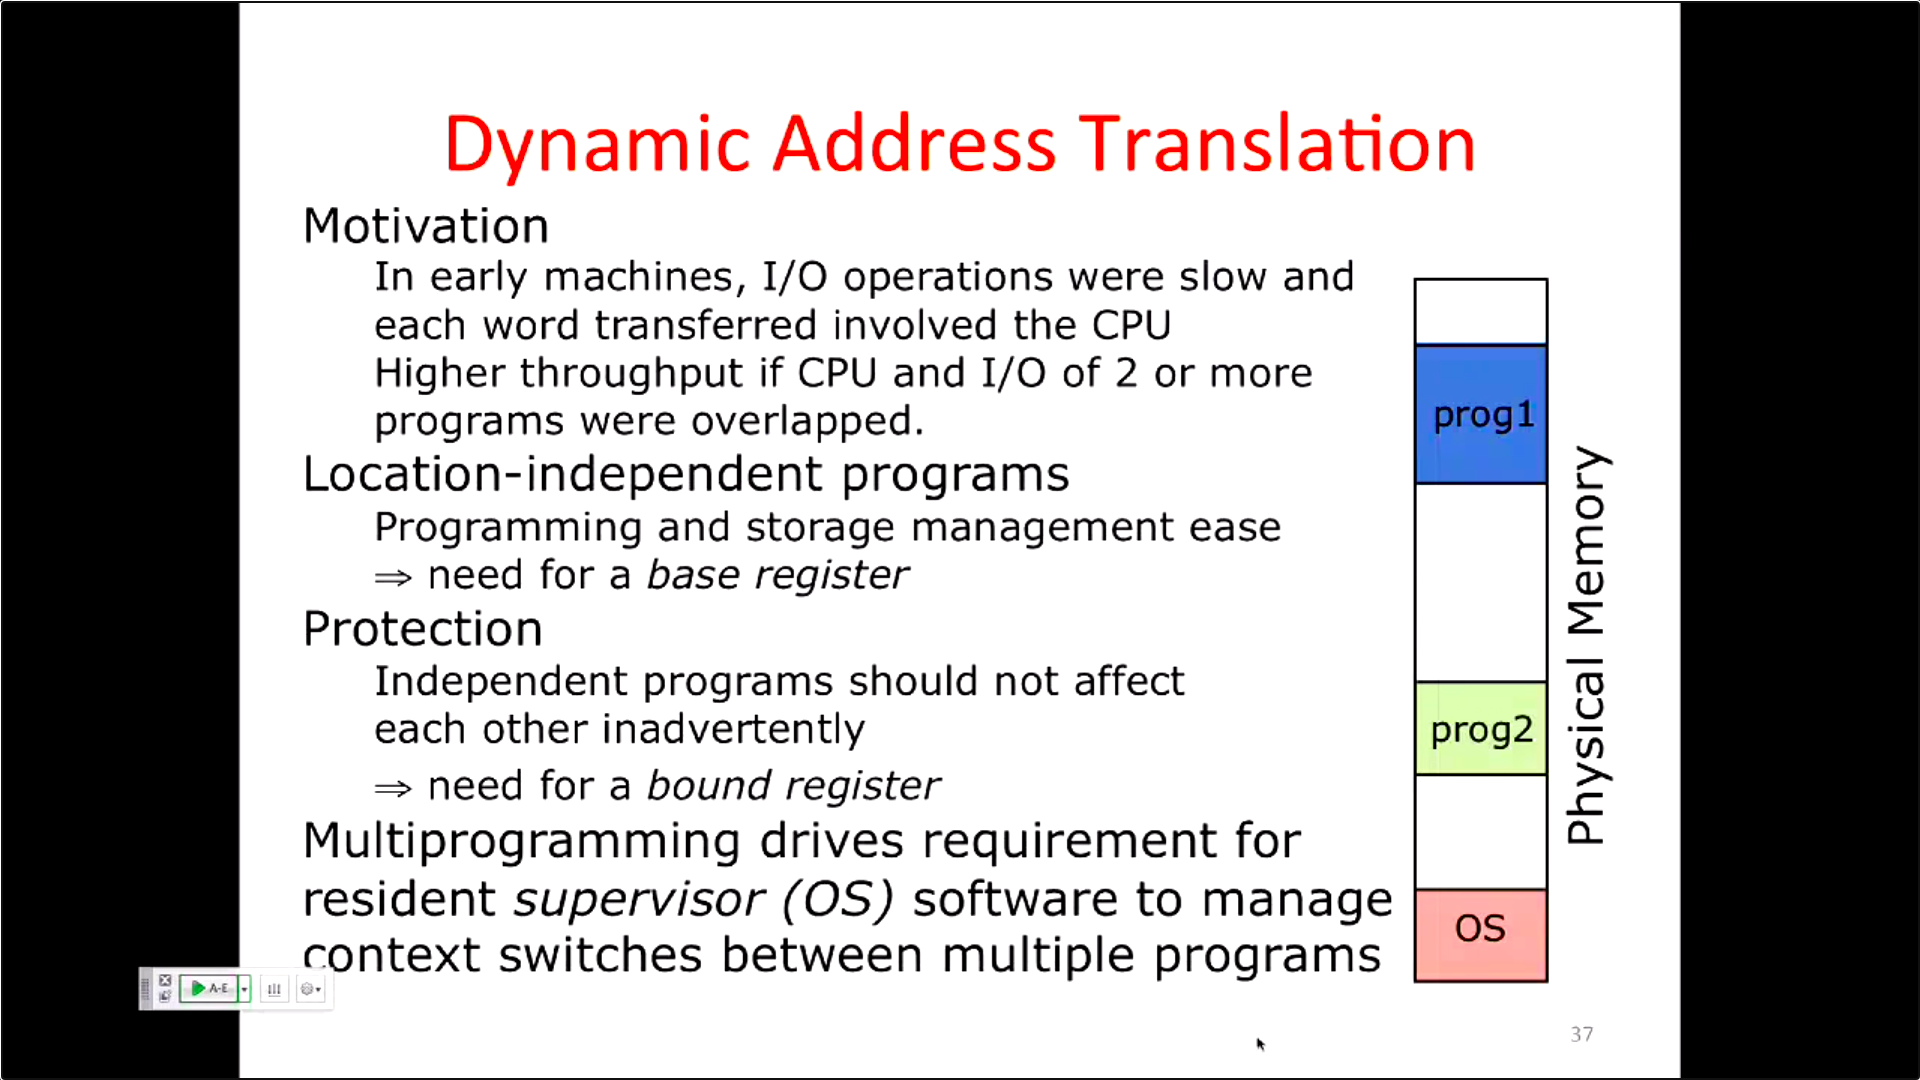 Dynamic Address Translation
Motivation
In early machines, I/O operations were slow and
each word transferred involved the CPU
Higher throughput if CPU and I/O of 2 or more
programs were overlapped.
Location-independent programs
Programming and storage management ease
⇒ need for a base register
Protection
Independent programs should not affect
each other inadvertently
⇒ need for a bound register
Multiprogramming drives requirement for
resident supervisor (OS) software to manage
context switches between multiple programs
prog1
prog2
OS
Physical Memory
A-E
37